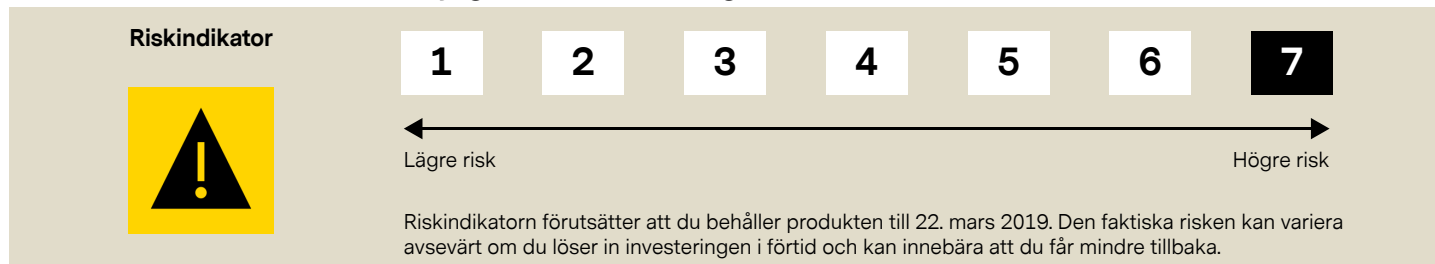 Riskindikator
1 2 3 4 5 6 7
Lägre risk Högre risk
Riskindikatorn förutsätter att du behåller produkten till 22. mars 2019. Den faktiska risken kan variera
avsevärt om du löser in investeringen i förtid och kan innebära att du får mindre tillbaka.